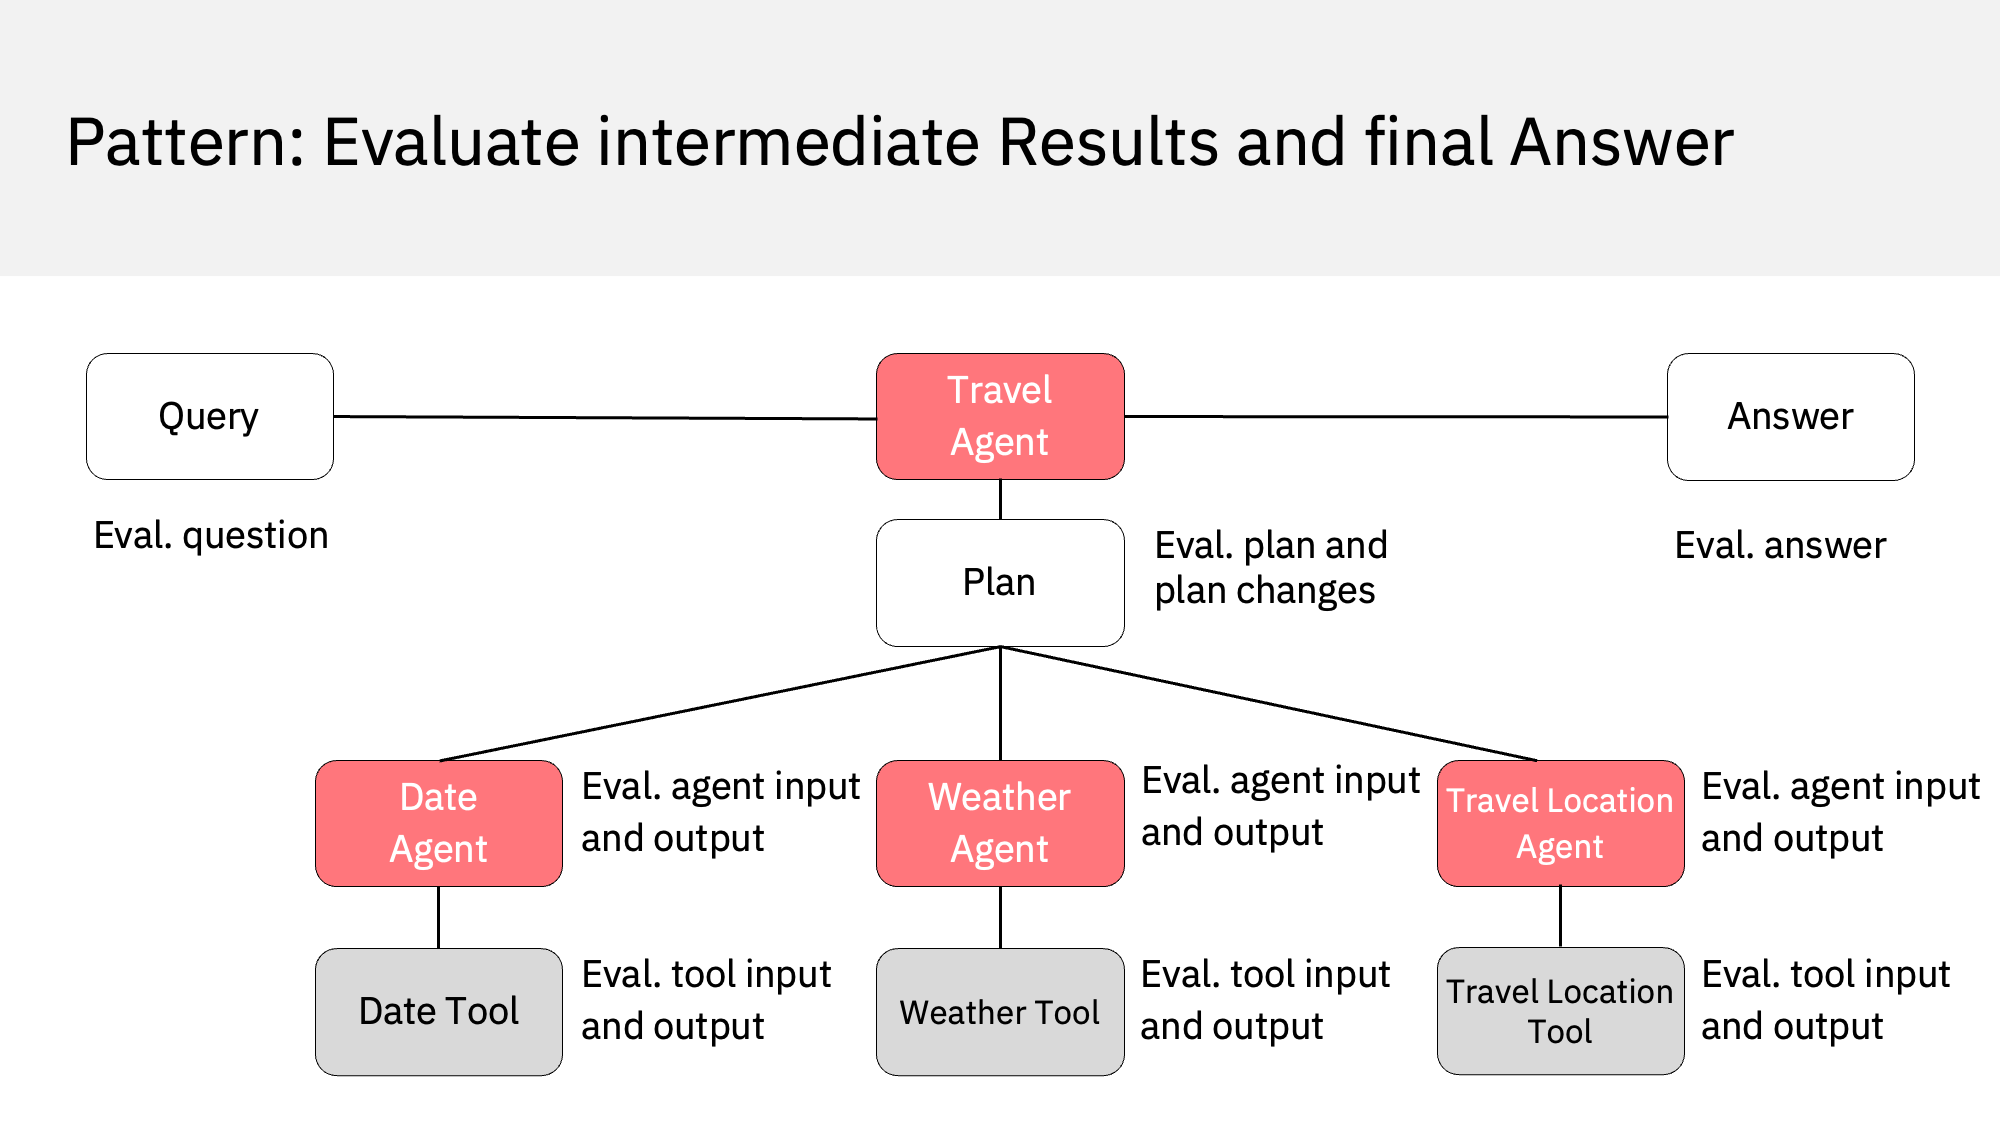 Pattern: Evaluate intermediate Results and final Answer
Query
Travel
Agent
Answer
Eval. question
Plan
Eval. plan and
plan changes
Eval. answer
Date
Agent
Eval. agent input
and output
Weather
Agent
Eval. agent input
and output
Travel Location
Agent
Eval. agent input
and output
Date Tool
Eval. tool input
and output
Weather Tool
Eval. tool input
and output
Travel Location
Tool
Eval. tool input
and output